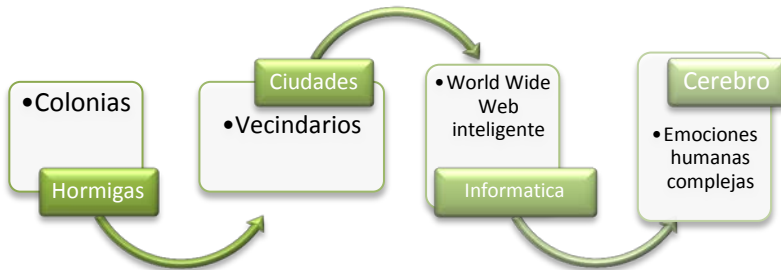 •Colonias
Hormigas
Ciudades
•Vecindarios
•World Wide
Web
inteligente
Informatica
Cerebro
•Emociones
humanas
complejas